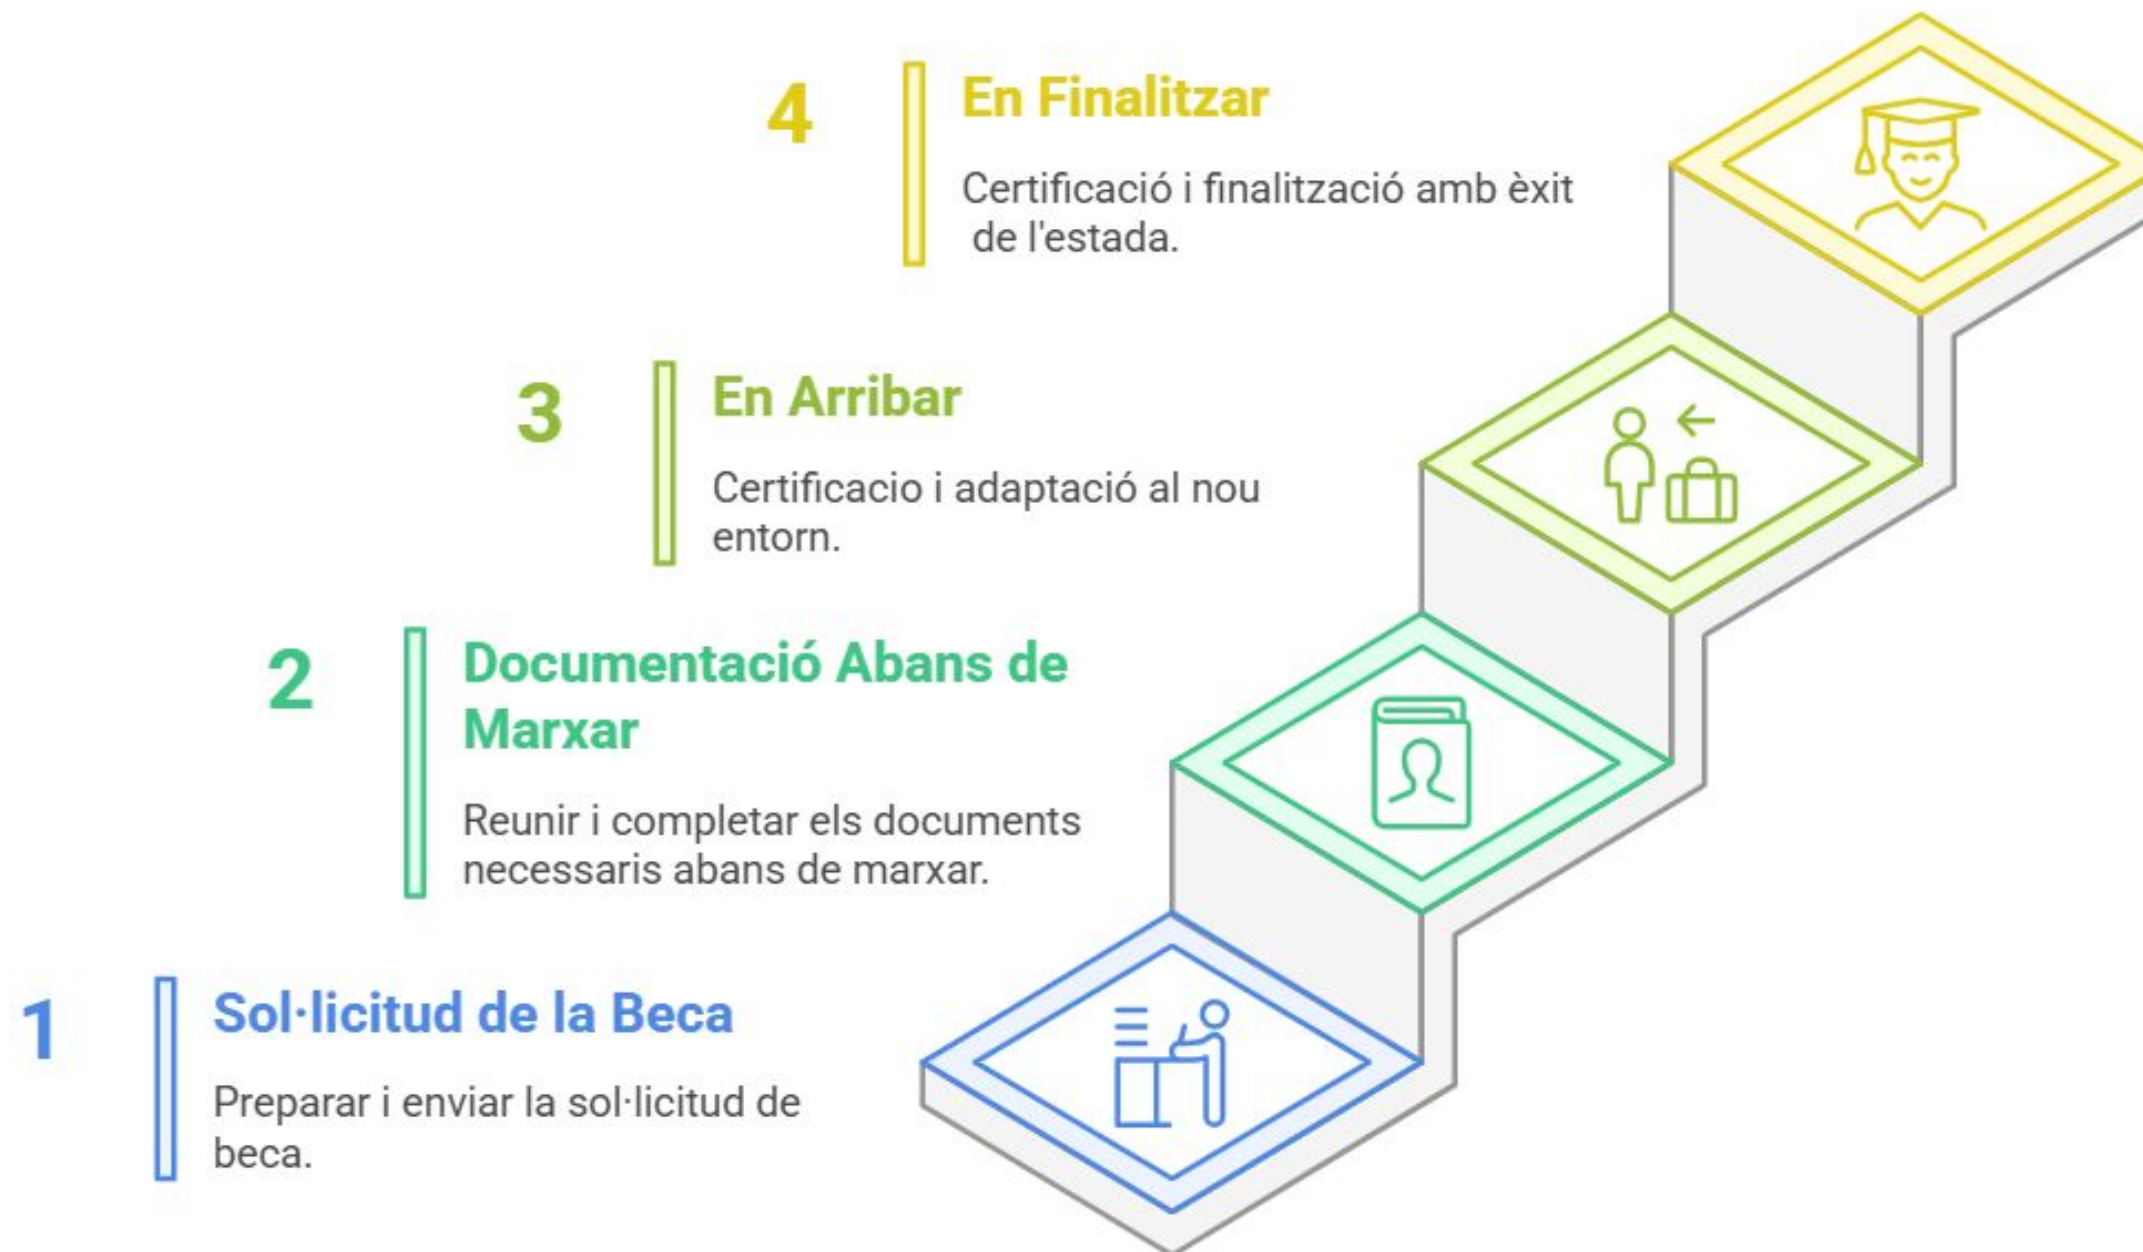 4
En Finalitzar
Certificació i finalització amb èxit
de l'estada.
3
En Arribar
Certificacio i adaptació al nou
entorn.
2
Documentació Abans de
Marxar
Reunir i completar els documents
necessaris abans de marxar.
1
Sol·licitud de la Beca
Preparar i enviar la sol·licitud de
beca.